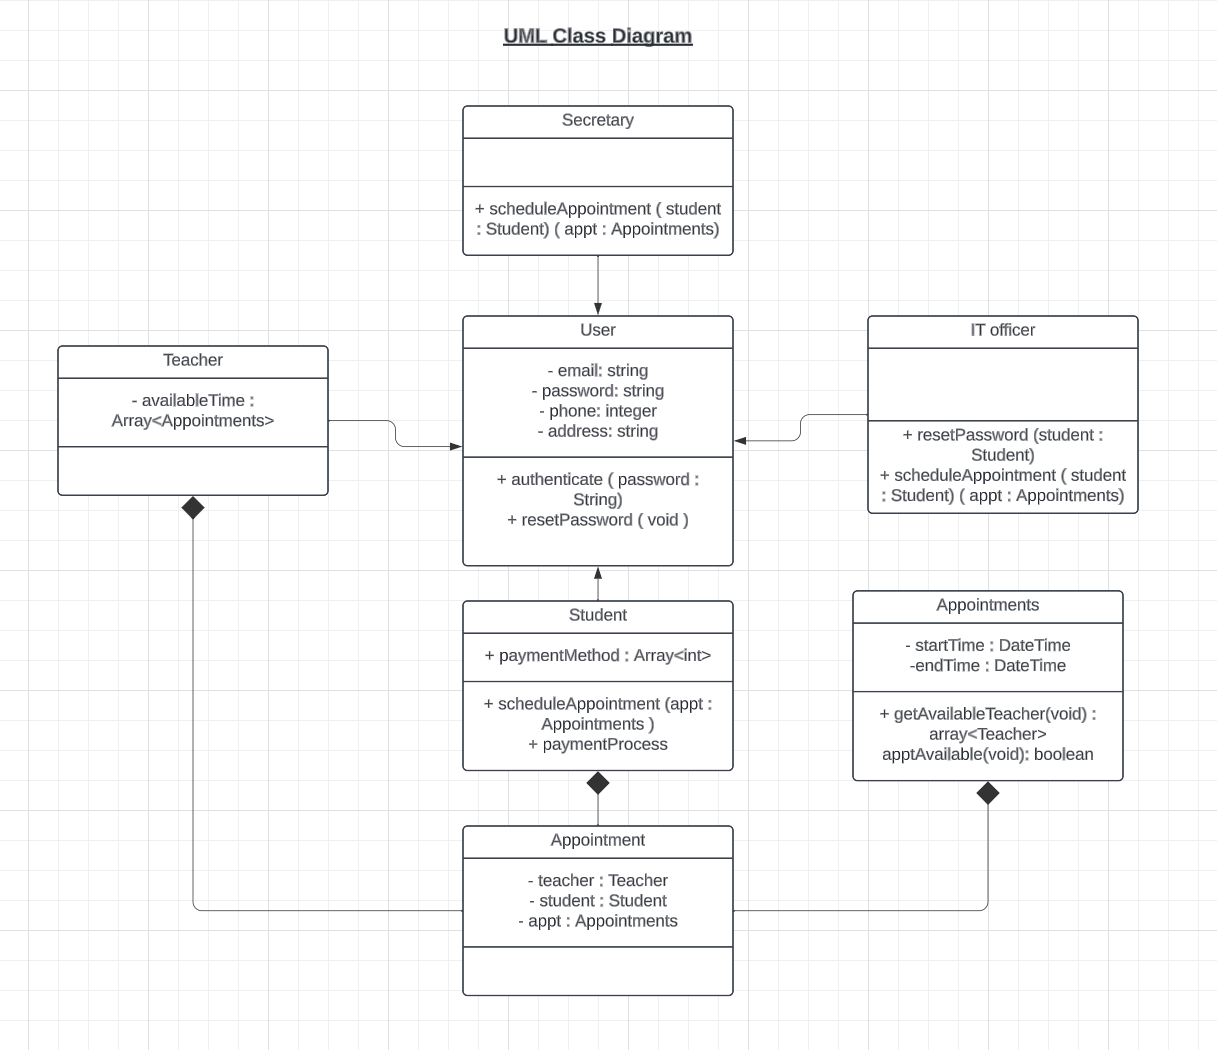 UML Class Diagram
Secretary
+ scheduleAppointment ( student
: Student) ( appt : Appointments)
User
- email: string
- password: string
- phone: integer
- address: string
+ authenticate ( password :
String)
+ resetPassword ( void )
IT officer
+ resetPassword (student :
Student)
+ scheduleAppointment ( student
: Student) ( appt : Appointments)
Teacher
- availableTime :
Array<Appointments>
Student
+ paymentMethod : Array<int>
+ scheduleAppointment (appt :
Appointments )
+ paymentProcess
Appointments
- startTime : DateTime
-endTime : DateTime
+ getAvailableTeacher(void) :
array<Teacher>
apptAvailable(void): boolean
Appointment
- teacher : Teacher
- student : Student
- appt : Appointments